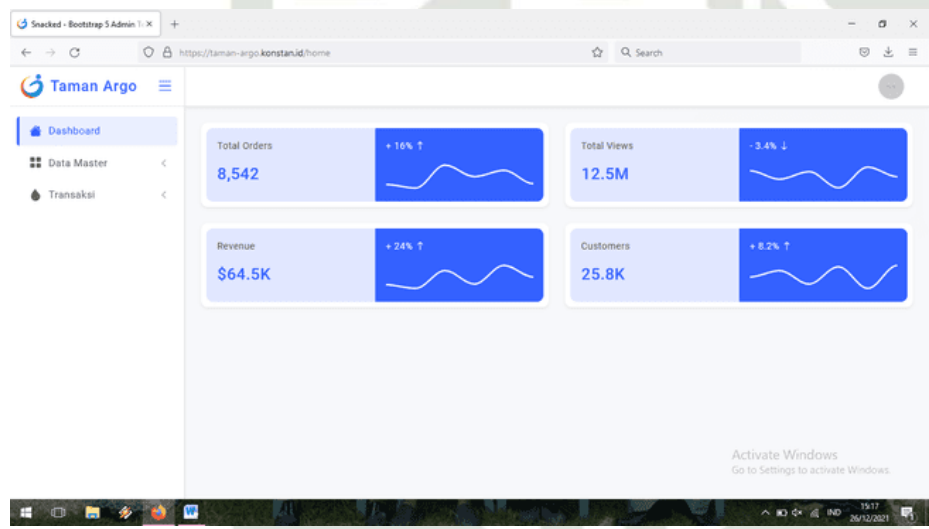 Snacked - Bootstrap 5 Admin
https://taman-argo.konstan.id/home
Search
Taman Argo
Dashboard
Data Master
Transaksi
Total Orders
+ 16% ↑
8,542
Total Views
- 3.4% ↓
12.5M
Revenue
+ 24% ↑
$64.5K
Customers
+ 8.2% ↑
25.8K
Activate Windows
Go to Settings to activate Windows.
IND
15:17
26/12/2021